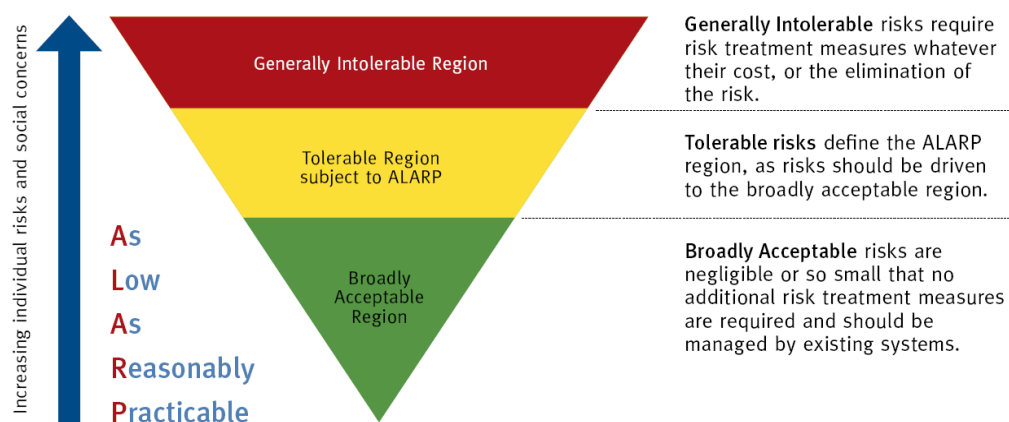 Increasing individual risks and social concerns
Generally Intolerable Region
Tolerable Region
subject to ALARP
Broadly
Acceptable
Region
As
Low
As
Reasonably
Practicable
Generally Intolerable risks require
risk treatment measures whatever
their cost, or the elimination of
the risk.
Tolerable risks define the ALARP
region, as risks should be driven
to the broadly acceptable region.
Broadly Acceptable risks are
negligible or so small that no
additional risk treatment measures
are required and should be
managed by existing systems.